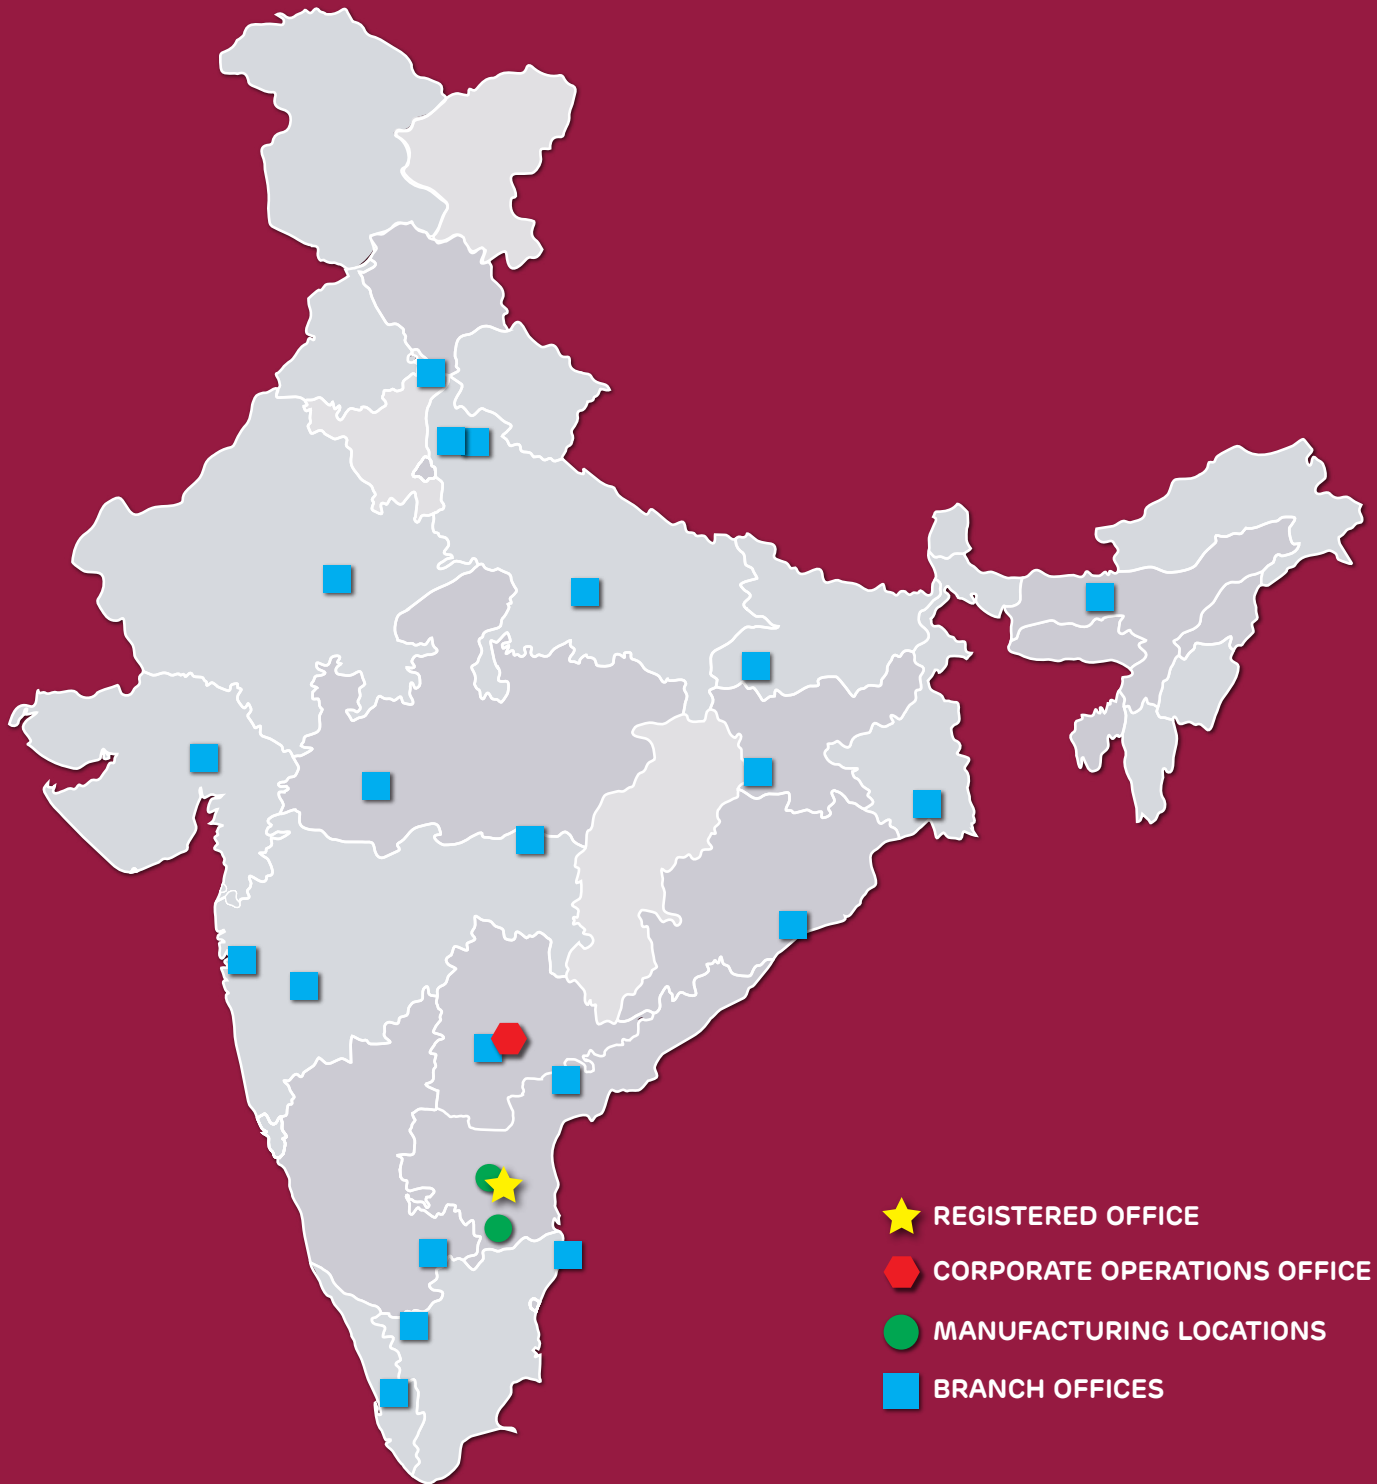 REGISTERED OFFICE
CORPORATE OPERATIONS OFFICE
MANUFACTURING LOCATIONS
BRANCH OFFICES